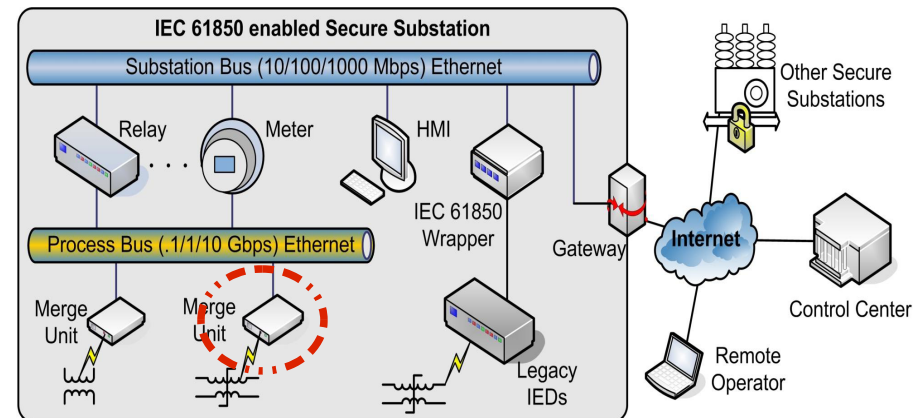 IEC 61850 enabled Secure Substation
Substation Bus (10/100/1000 Mbps) Ethernet
Other Secure
Substations
Relay
Meter
HMI
IEC 61850
Wrapper
Gateway
Internet
Process Bus (.1/1/10 Gbps) Ethernet
Merge
Unit
Merge
Unit
Control Center
Legacy
IEDs
Remote
Operator